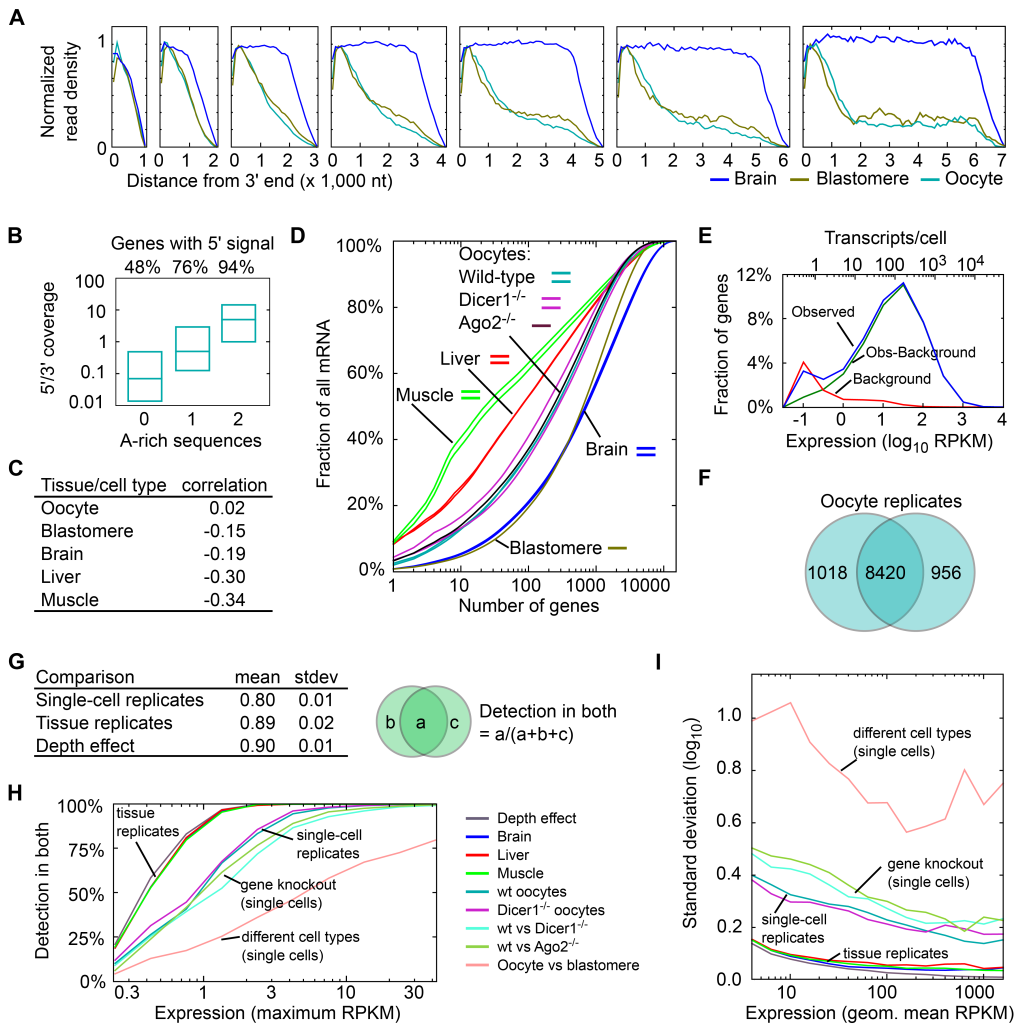 A
Normalized
read density
1
0
0 1
0 1 2
0 1 2 3
0 1 2 3 4
0 1 2 3 4 5
0 1 2 3 4 5 6
0 1 2 3 4 5 6 7
Distance from 3' end (x 1,000 nt)
Brain Blastomere Oocyte
B
Genes with 5' signal
48% 76% 94%
5'/3' coverage
100
10
1
0.1
0.01
0 1 2
A-rich sequences
C
Tissue/cell type correlation
Oocyte 0.02
Blastomere -0.15
Brain -0.19
Liver -0.30
Muscle -0.34
D
Fraction of all mRNA
100%
80%
60%
40%
20%
0%
Oocytes:
Wild-type
Dicer1-/-
Ago2-/-
Liver
Muscle
Brain
Blastomere
1 10 100 1000 10000
Number of genes
E
Transcripts/cell
1 10 100 10³ 10⁴
Fraction of genes
12%
8%
4%
0%
Observed
Obs-Background
Background
-1 0 1 2 3 4
Expression (log10 RPKM)
F
Oocyte replicates
1018 8420 956
G
Comparison mean stdev
Single-cell replicates 0.80 0.01
Tissue replicates 0.89 0.02
Depth effect 0.90 0.01
b a c
Detection in both
= a/(a+b+c)
H
Detection in both
100%
75%
50%
25%
0%
tissue
replicates
single-cell
replicates
gene knockout
(single cells)
different cell types
(single cells)
0.3 1 3 10 30
Expression (maximum RPKM)
Depth effect
Brain
Liver
Muscle
wt oocytes
Dicer1-/- oocytes
wt vs Dicer1-/-
wt vs Ago2-/-
Oocyte vs blastomere
I
Standard deviation (log10)
1.0
0.8
0.6
0.4
0.2
0.0
different cell types
(single cells)
gene knockout
(single cells)
single-cell
replicates
tissue replicates
10 100 1000
Expression (geom. mean RPKM)